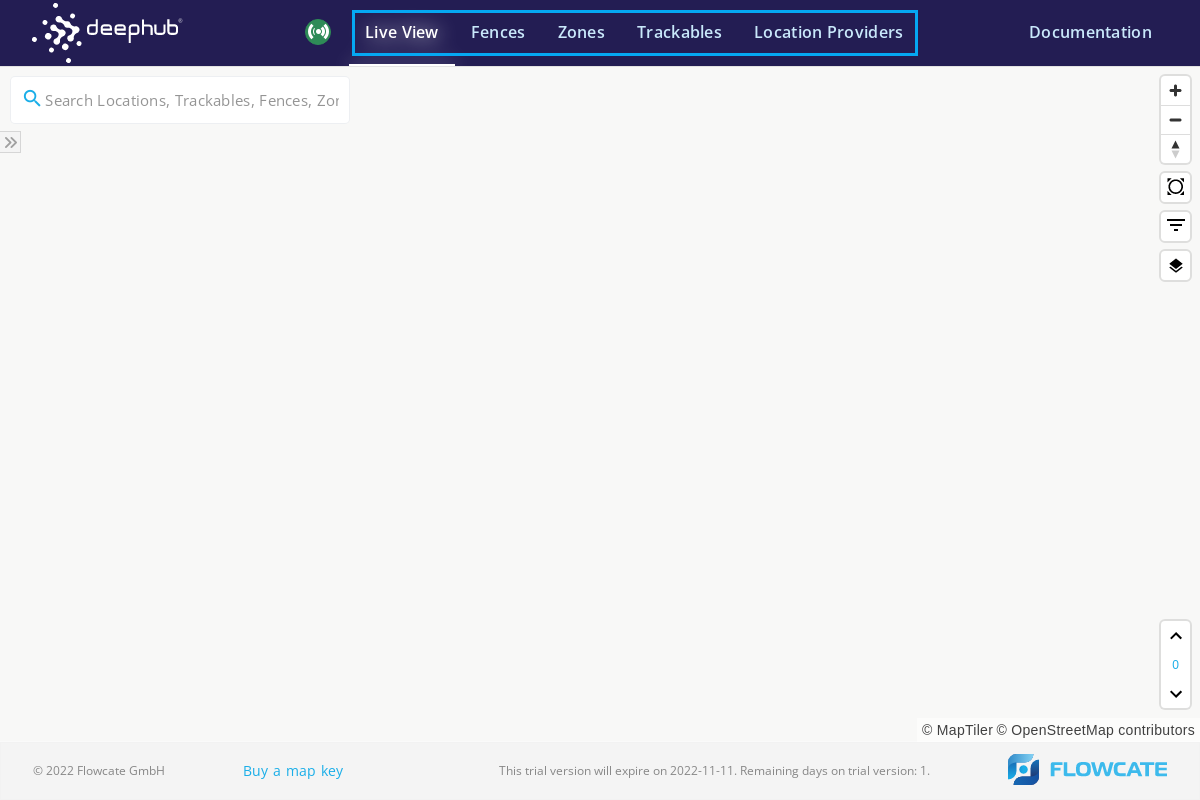 deephub®
Live View
Fences
Zones
Trackables
Location Providers
Documentation
Search Locations, Trackables, Fences, Zon
0
© MapTiler © OpenStreetMap contributors
© 2022 Flowcate GmbH
Buy a map key
This trial version will expire on 2022-11-11. Remaining days on trial version: 1.
FLOWCATE